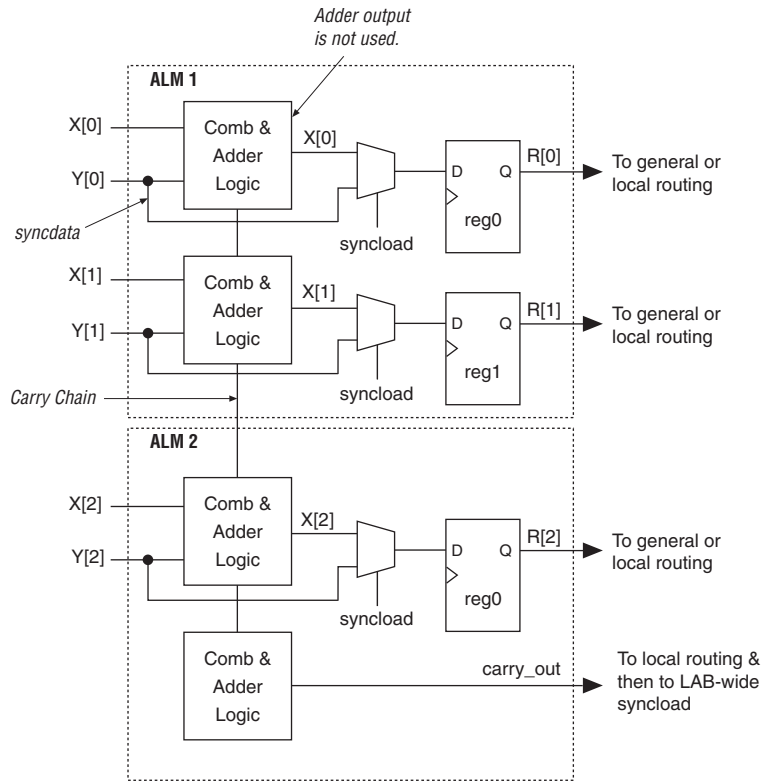 Adder output
is not used.
ALM 1
X[0]
Comb &
Adder
Logic
X[0]
Y[0]
D Q
reg0
R[0]
To general or
local routing
syncdata
syncload
X[1]
Comb &
Adder
Logic
X[1]
Y[1]
D Q
reg1
R[1]
To general or
local routing
syncload
Carry Chain
ALM 2
X[2]
Comb &
Adder
Logic
X[2]
Y[2]
D Q
reg0
R[2]
To general or
local routing
syncload
Comb &
Adder
Logic
carry_out
To local routing &
then to LAB-wide
syncload